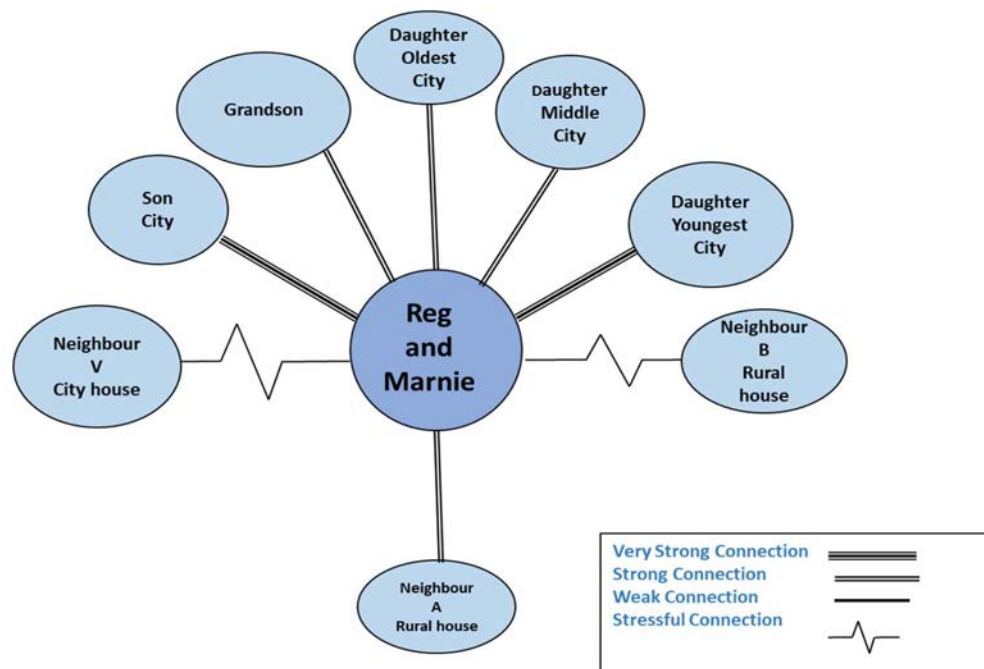 Daughter
Oldest
City
Grandson
Daughter
Middle
City
Son
City
Daughter
Youngest
City
Reg
and
Marnie
Neighbour
V
City house
Neighbour
B
Rural
house
Neighbour
A
Rural house
Very Strong Connection
Strong Connection
Weak Connection
Stressful Connection